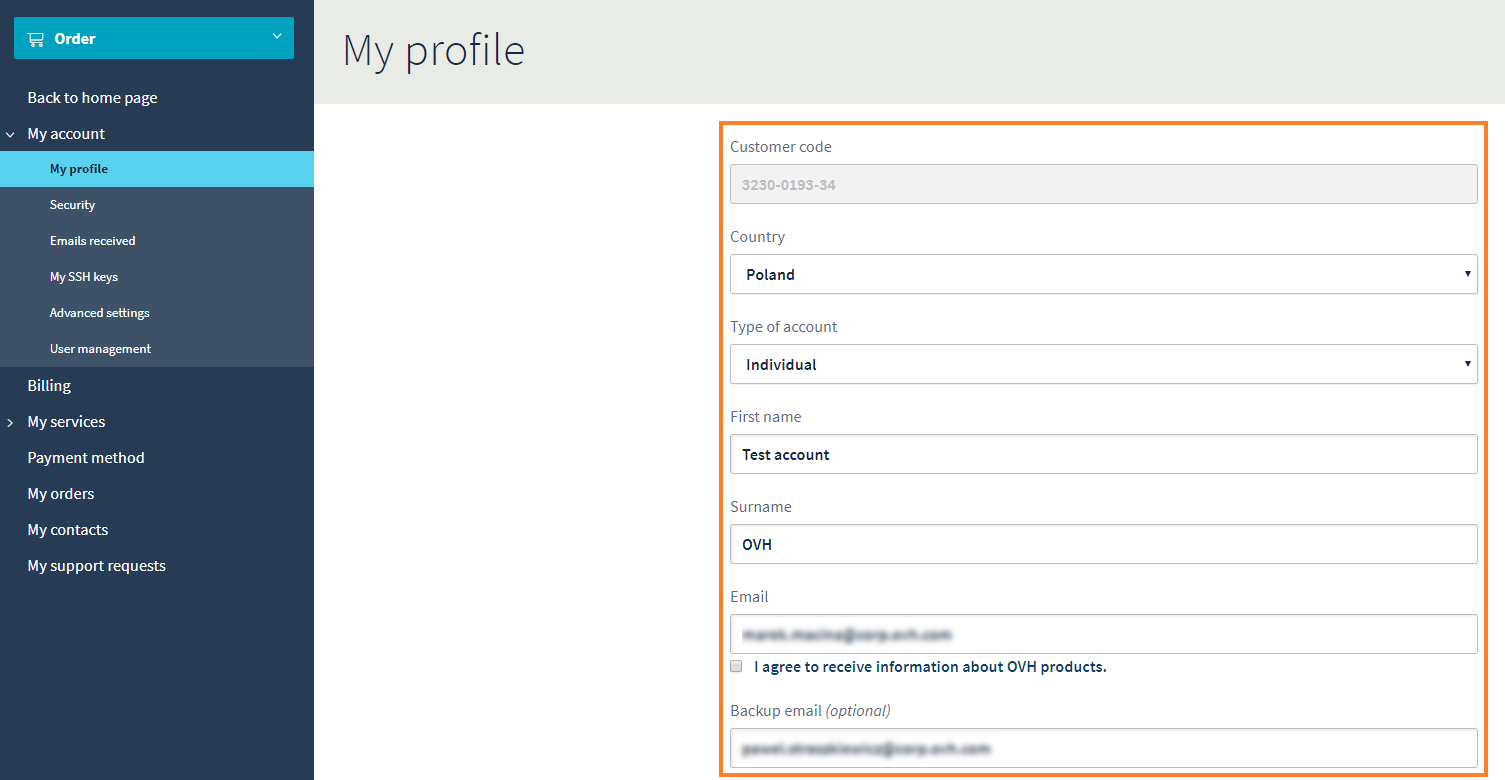 Order
Back to home page
My account
My profile
Security
Emails received
My SSH keys
Advanced settings
User management
Billing
My services
Payment method
My orders
My contacts
My support requests
My profile
Customer code
3230-0193-34
Country
Poland
Type of account
Individual
First name
Test account
Surname
OVH
Email
I agree to receive information about OVH products.
Backup email (optional)